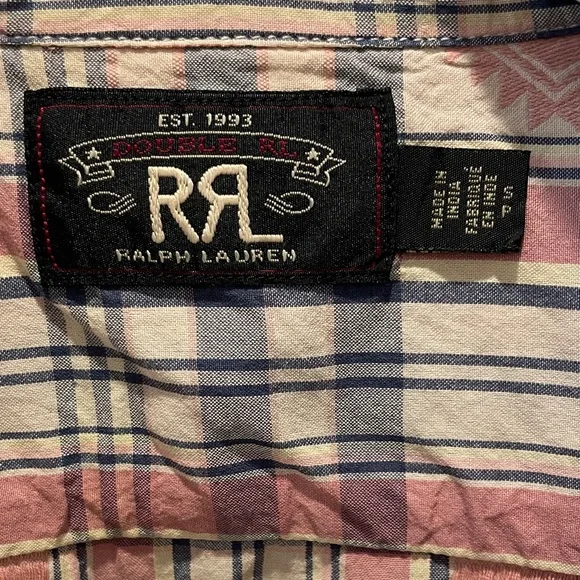 EST. 1993
DOUBLE RL
RRL
RALPH LAUREN
MADE IN
INDIA
FABRIQUÉ
EN INDE
S
P